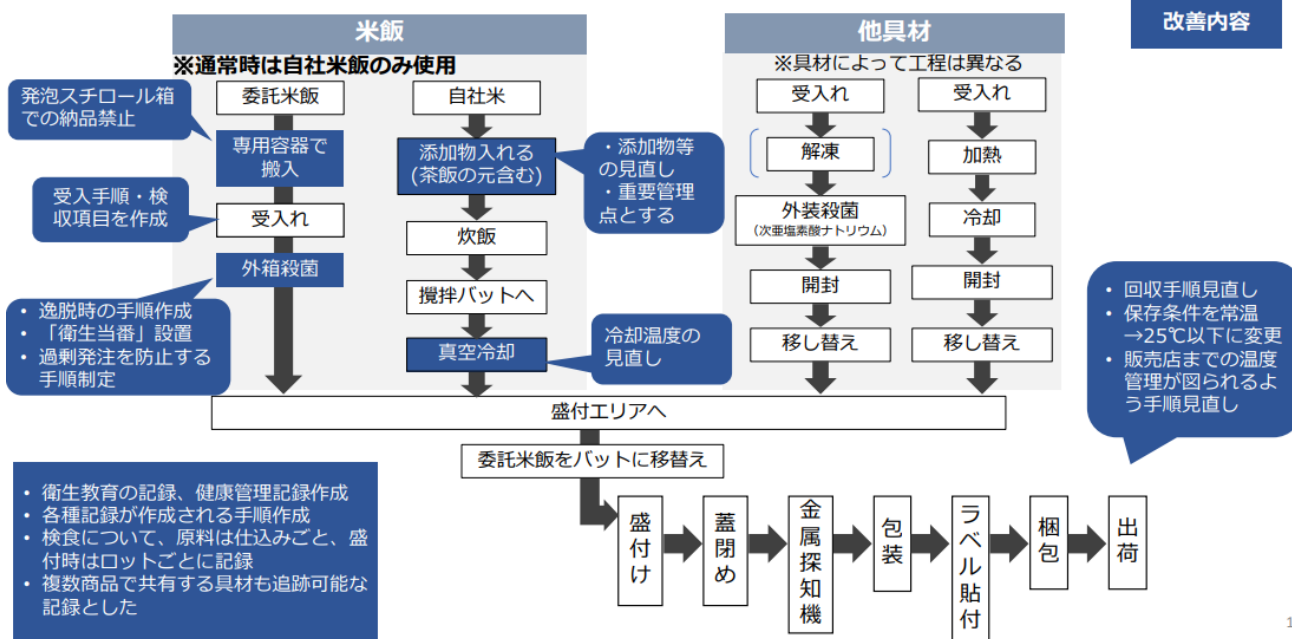 改善内容
米飯
※通常時は自社米飯のみ使用
発泡スチロール箱
での納品禁止
委託米飯
専用容器で
搬入
受入手順・検
収項目を作成
受入れ
外箱殺菌
・ 逸脱時の手順作成
・ 「衛生当番」設置
・ 過剰発注を防止する
手順制定
自社米
添加物入れる
(茶飯の元含む)
・添加物等
の見直し
・重要管理
点とする
炊飯
攪拌バットへ
真空冷却
冷却温度の
見直し
他具材
※具材によって工程は異なる
受入れ
解凍
外装殺菌
（次亜塩素酸ナトリウム）
開封
移し替え
受入れ
加熱
冷却
開封
移し替え
• 回収手順見直し
• 保存条件を常温
→25℃以下に変更
• 販売店までの温度
管理が図られるよ
う手順見直し
盛付エリアへ
委託米飯をバットに移替え
• 衛生教育の記録、健康管理記録作成
• 各種記録が作成される手順作成
• 検食について、原料は仕込みごと、盛
付時はロットごとに記録
• 複数商品で共有する具材も追跡可能な
記録とした
盛付け
蓋閉め
金属探知機
包装
ラベル貼付
梱包
出荷
1